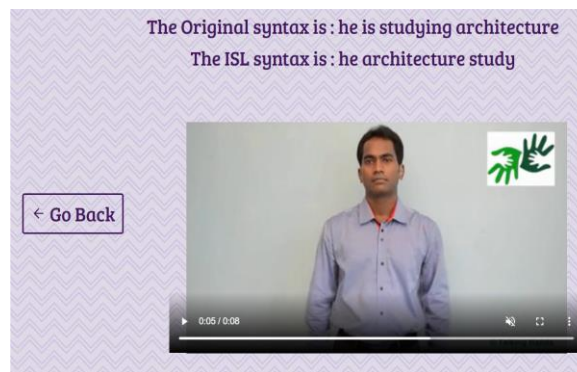 The Original syntax is : he is studying architecture
The ISL syntax is : he architecture study
← Go Back
0:05 / 0:08